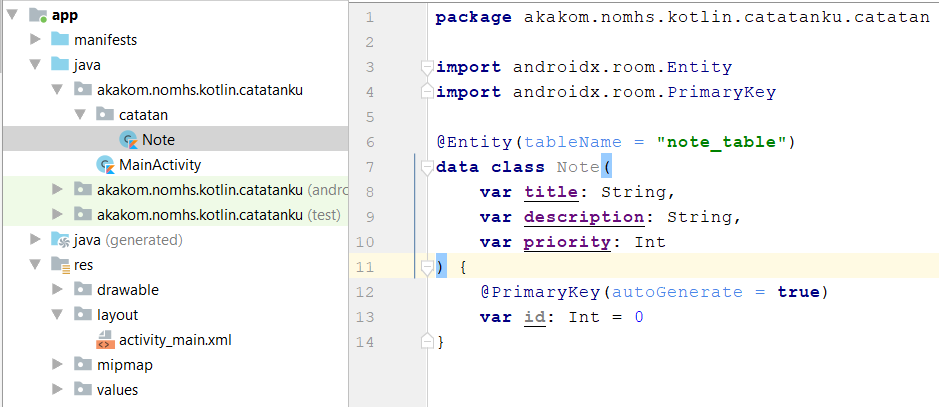 app
manifests
java
akakom.nomhs.kotlin.catatanku
catatan
Note
MainActivity
akakom.nomhs.kotlin.catatanku (andro
akakom.nomhs.kotlin.catatanku (test)
java (generated)
res
drawable
layout
activity_main.xml
mipmap
values
1 package akakom.nomhs.kotlin.catatanku.catatan
2
3 import androidx.room.Entity
4 import androidx.room.PrimaryKey
5
6 @Entity(tableName = "note_table")
7 data class Note(
8 var title: String,
9 var description: String,
10 var priority: Int
11 ) {
12 @PrimaryKey(autoGenerate = true)
13 var id: Int = 0
14 }